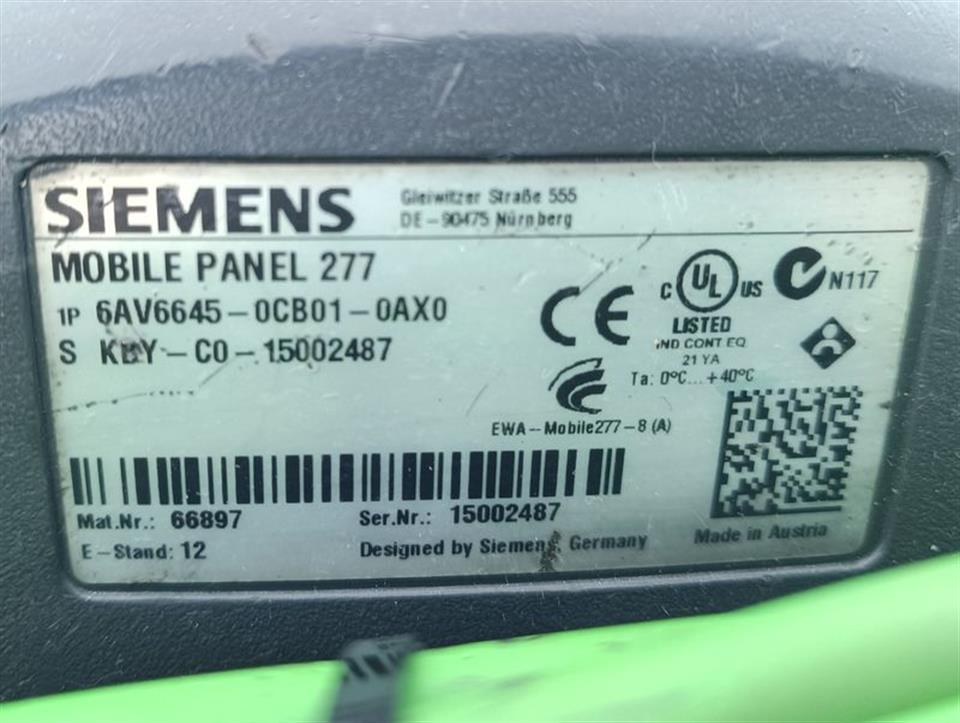 SIEMENS
Gleiwitzer Straße 555
DE-90475 Nürnberg
MOBILE PANEL 277
1P 6AV6645-0CB01-0AX0
S KBY-C0-15002487
CE
C UL US
LISTED
IND CONT EQ
21 YA
N117
Ta: 0°C...+40°C
EWA-Mobile277-8 (A)
Mat.Nr.: 66897
Ser.Nr.: 15002487
E-Stand: 12
Designed by Siemens, Germany
Made in Austria